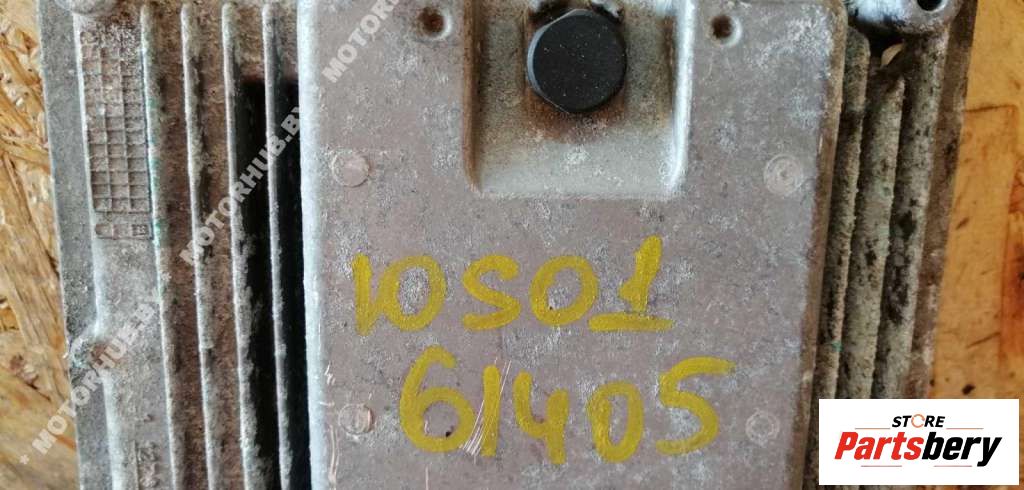 MOTORHUB.BY
* MOTORHUB.BY
MOTORHUB.BY
10S01
61405
STORE
Partsbery